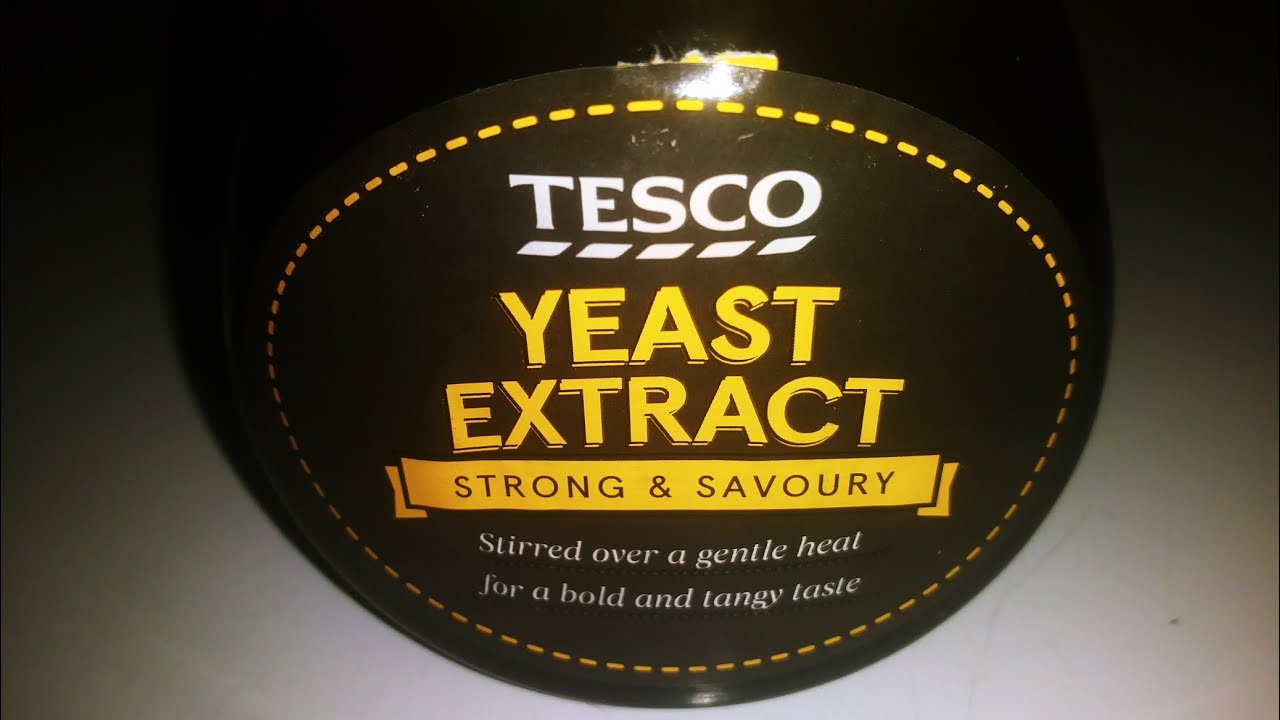 TESCO
YEAST
EXTRACT
STRONG & SAVOURY
Stirred over a gentle heat
for a bold and tangy taste